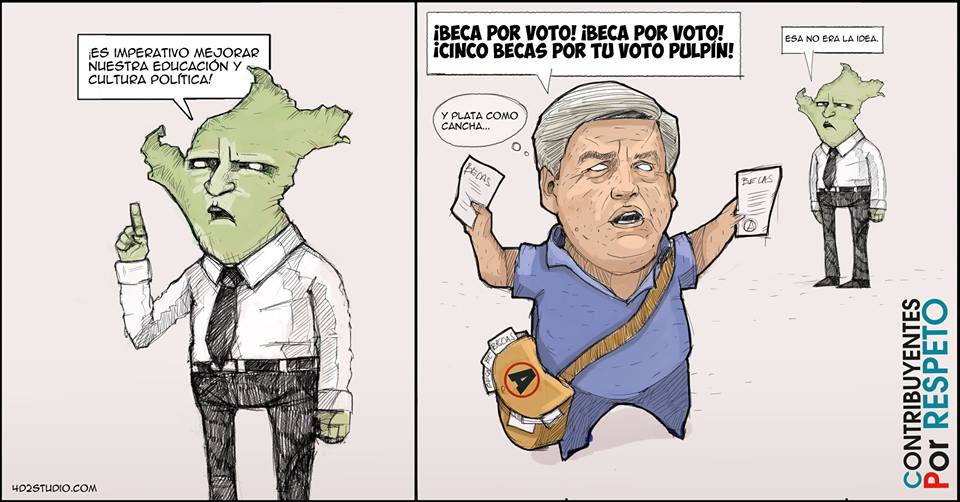 ¡ES IMPERATIVO MEJORAR
NUESTRA EDUCACIÓN Y
CULTURA POLÍTICA!
4D2STUDIO.COM
¡BECA POR VOTO! ¡BECA POR VOTO!
¡CINCO BECAS POR TU VOTO PULPÍN!
Y PLATA COMO
CANCHA...
BECAS
BECAS
A
BECAS
A
ESA NO ERA LA IDEA.
CONTRIBUYENTES
Por RESPETO